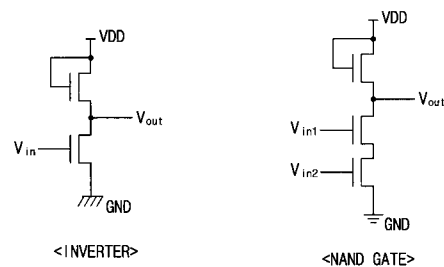 VDD
Vout
Vin
GND
<INVERTER>
VDD
Vout
Vin1
Vin2
GND
<NAND GATE>